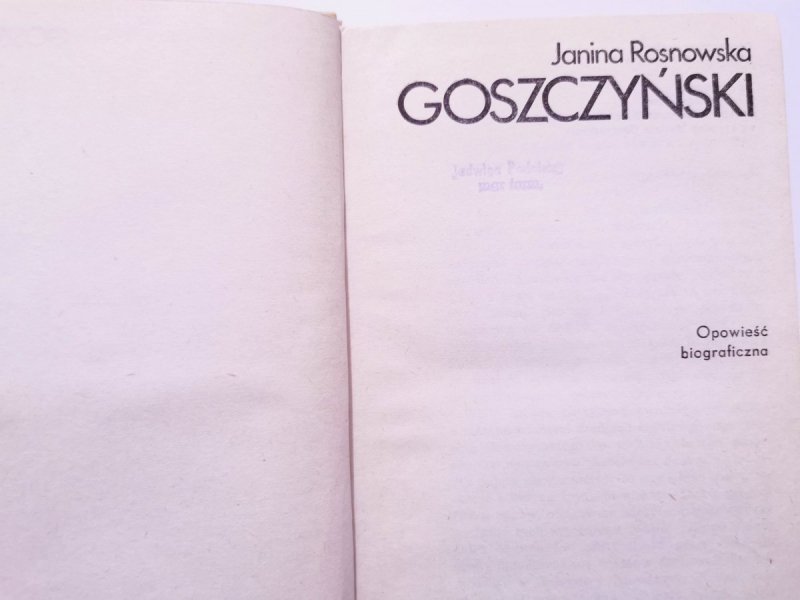 Janina Rosnowska
GOSZCZYŃSKI
Opowieść
biograficzna